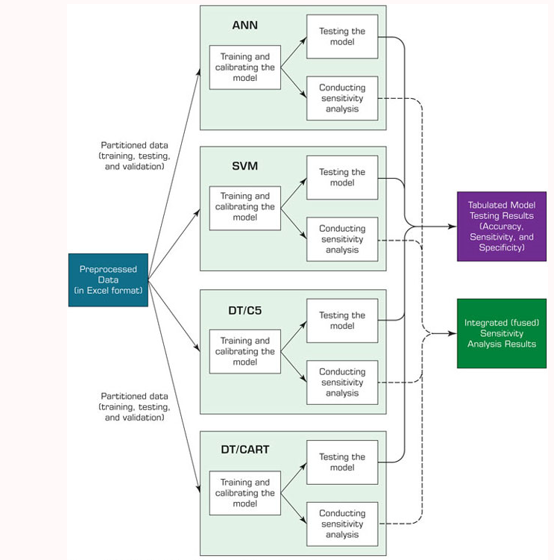 ANN
Training and
calibrating the
model
Testing the
model
Conducting
sensitivity
analysis
Partitioned data
(training, testing,
and validation)
SVM
Training and
calibrating the
model
Testing the
model
Conducting
sensitivity
analysis
Tabulated Model
Testing Results
(Accuracy,
Sensitivity, and
Specificity)
Preprocessed
Data
(in Excel format)
DT/C5
Training and
calibrating the
model
Testing the
model
Conducting
sensitivity
analysis
Integrated (fused)
Sensitivity
Analysis Results
Partitioned data
(training, testing,
and validation)
DT/CART
Training and
calibrating the
model
Testing the
model
Conducting
sensitivity
analysis